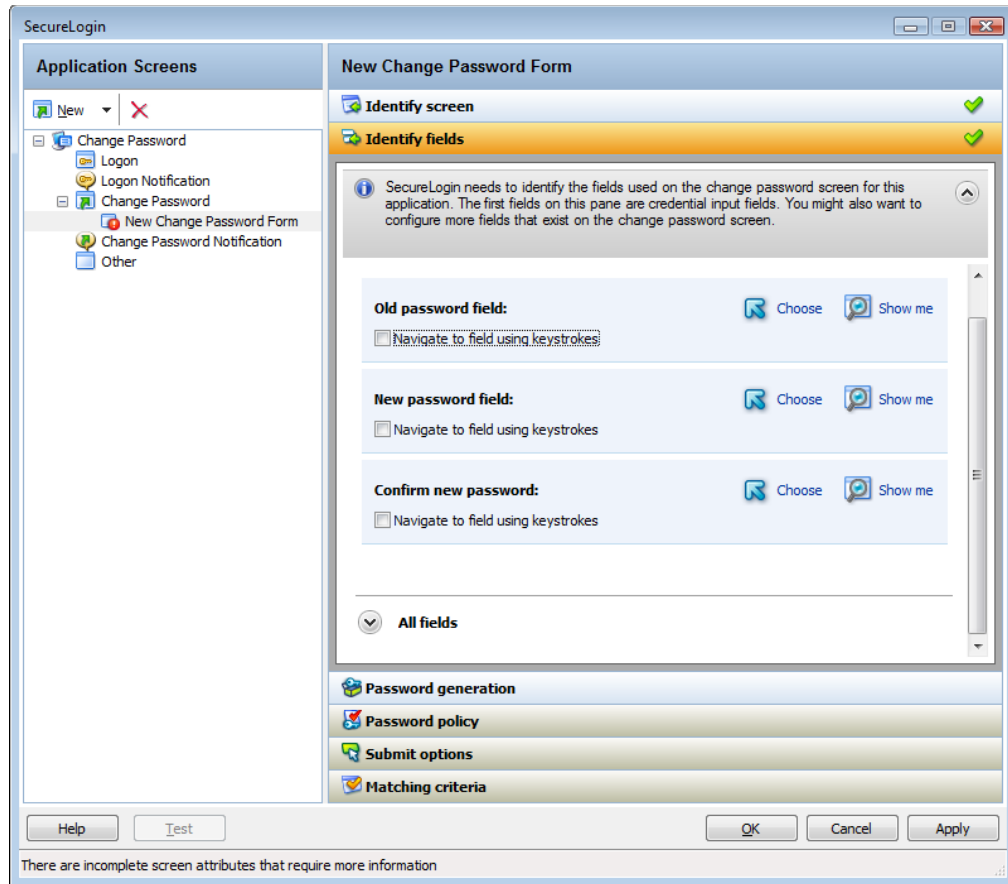 SecureLogin
Application Screens
New
Change Password
Logon
Logon Notification
Change Password
New Change Password Form
Change Password Notification
Other
New Change Password Form
Identify screen
Identify fields
SecureLogin needs to identify the fields used on the change password screen for this
application. The first fields on this pane are credential input fields. You might also want to
configure more fields that exist on the change password screen.
Old password field:
Choose
Show me
Navigate to field using keystrokes
New password field:
Choose
Show me
Navigate to field using keystrokes
Confirm new password:
Choose
Show me
Navigate to field using keystrokes
All fields
Password generation
Password policy
Submit options
Matching criteria
Help
Test
OK
Cancel
Apply
There are incomplete screen attributes that require more information